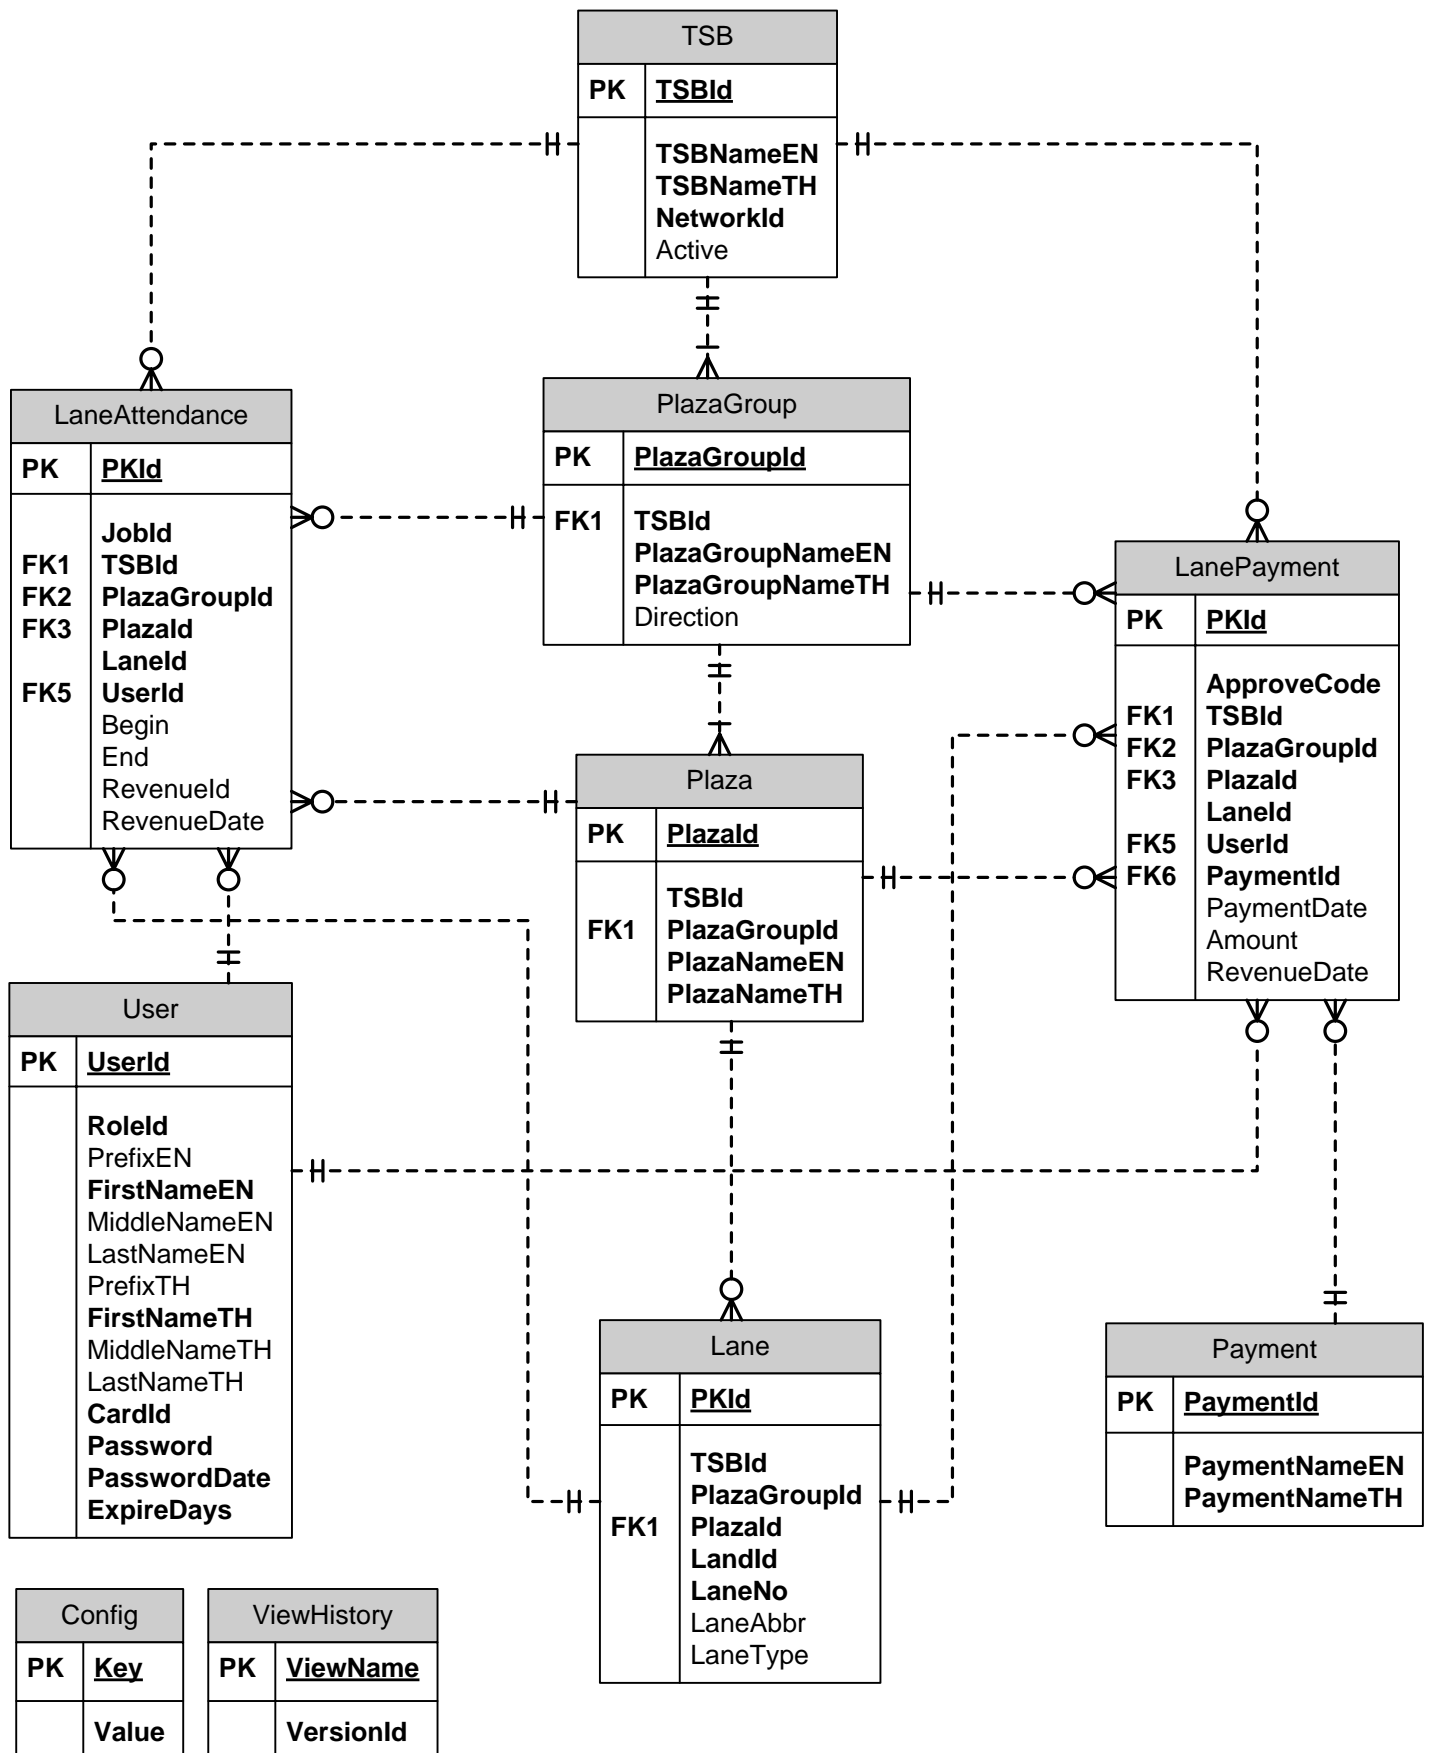 TSB
PK TSBId
TSBNameEN
TSBNameTH
NetworkId
Active
LaneAttendance
PK PKId
JobId
FK1 TSBId
FK2 PlazaGroupId
FK3 PlazaId
LaneId
FK5 UserId
Begin
End
RevenueId
RevenueDate
PlazaGroup
PK PlazaGroupId
FK1 TSBId
PlazaGroupNameEN
PlazaGroupNameTH
Direction
LanePayment
PK PKId
ApproveCode
FK1 TSBId
FK2 PlazaGroupId
FK3 PlazaId
LaneId
FK5 UserId
FK6 PaymentId
PaymentDate
Amount
RevenueDate
Plaza
PK PlazaId
TSBId
FK1 PlazaGroupId
PlazaNameEN
PlazaNameTH
User
PK UserId
RoleId
PrefixEN
FirstNameEN
MiddleNameEN
LastNameEN
PrefixTH
FirstNameTH
MiddleNameTH
LastNameTH
CardId
Password
PasswordDate
ExpireDays
Lane
PK PKId
TSBId
PlazaGroupId
FK1 PlazaId
LandId
LaneNo
LaneAbbr
LaneType
Payment
PK PaymentId
PaymentNameEN
PaymentNameTH
Config
PK Key
Value
ViewHistory
PK ViewName
VersionId